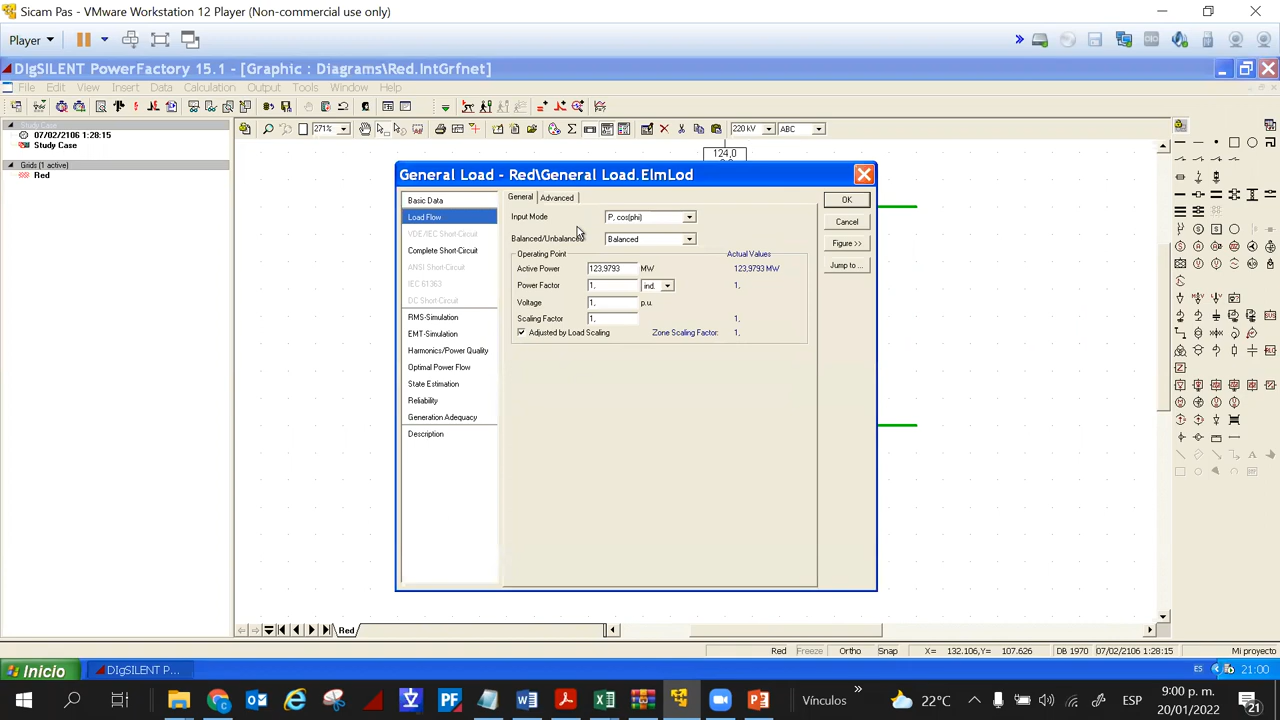 Sicam Pas - VMware Workstation 12 Player (Non-commercial use only)
Player
DIgSILENT PowerFactory 15.1 - [Graphic : Diagrams\Red.IntGrfnet]
File Edit View Insert Data Calculation Output Tools Window Help
271% 220 kV ABC
Study Case
07/02/2106 1:28:15
Study Case
Grids (1 active)
Red
124,0
General Load - Red\General Load.ElmLod
Basic Data
Load Flow
VDE/IEC Short-Circuit
Complete Short-Circuit
ANSI Short-Circuit
IEC 61363
DC Short-Circuit
RMS-Simulation
EMT-Simulation
Harmonics/Power Quality
Optimal Power Flow
State Estimation
Reliability
Generation Adequacy
Description
General Advanced
Input Mode P, cos(phi)
Balanced/Unbalanced Balanced
Operating Point Actual Values
Active Power 123,9793 MW 123,9793 MW
Power Factor 1, ind. 1,
Voltage 1, p.u.
Scaling Factor 1, 1,
Adjusted by Load Scaling Zone Scaling Factor: 1,
OK
Cancel
Figure >>
Jump to ...
Red
Red Freeze Ortho Snap X= 132.106,Y= 107.626 DB 1970 07/02/2106 1:28:15 Mi proyecto
Inicio DIgSILENT P... ES 21:00
Vínculos 22°C ESP 9:00 p. m.
20/01/2022 21